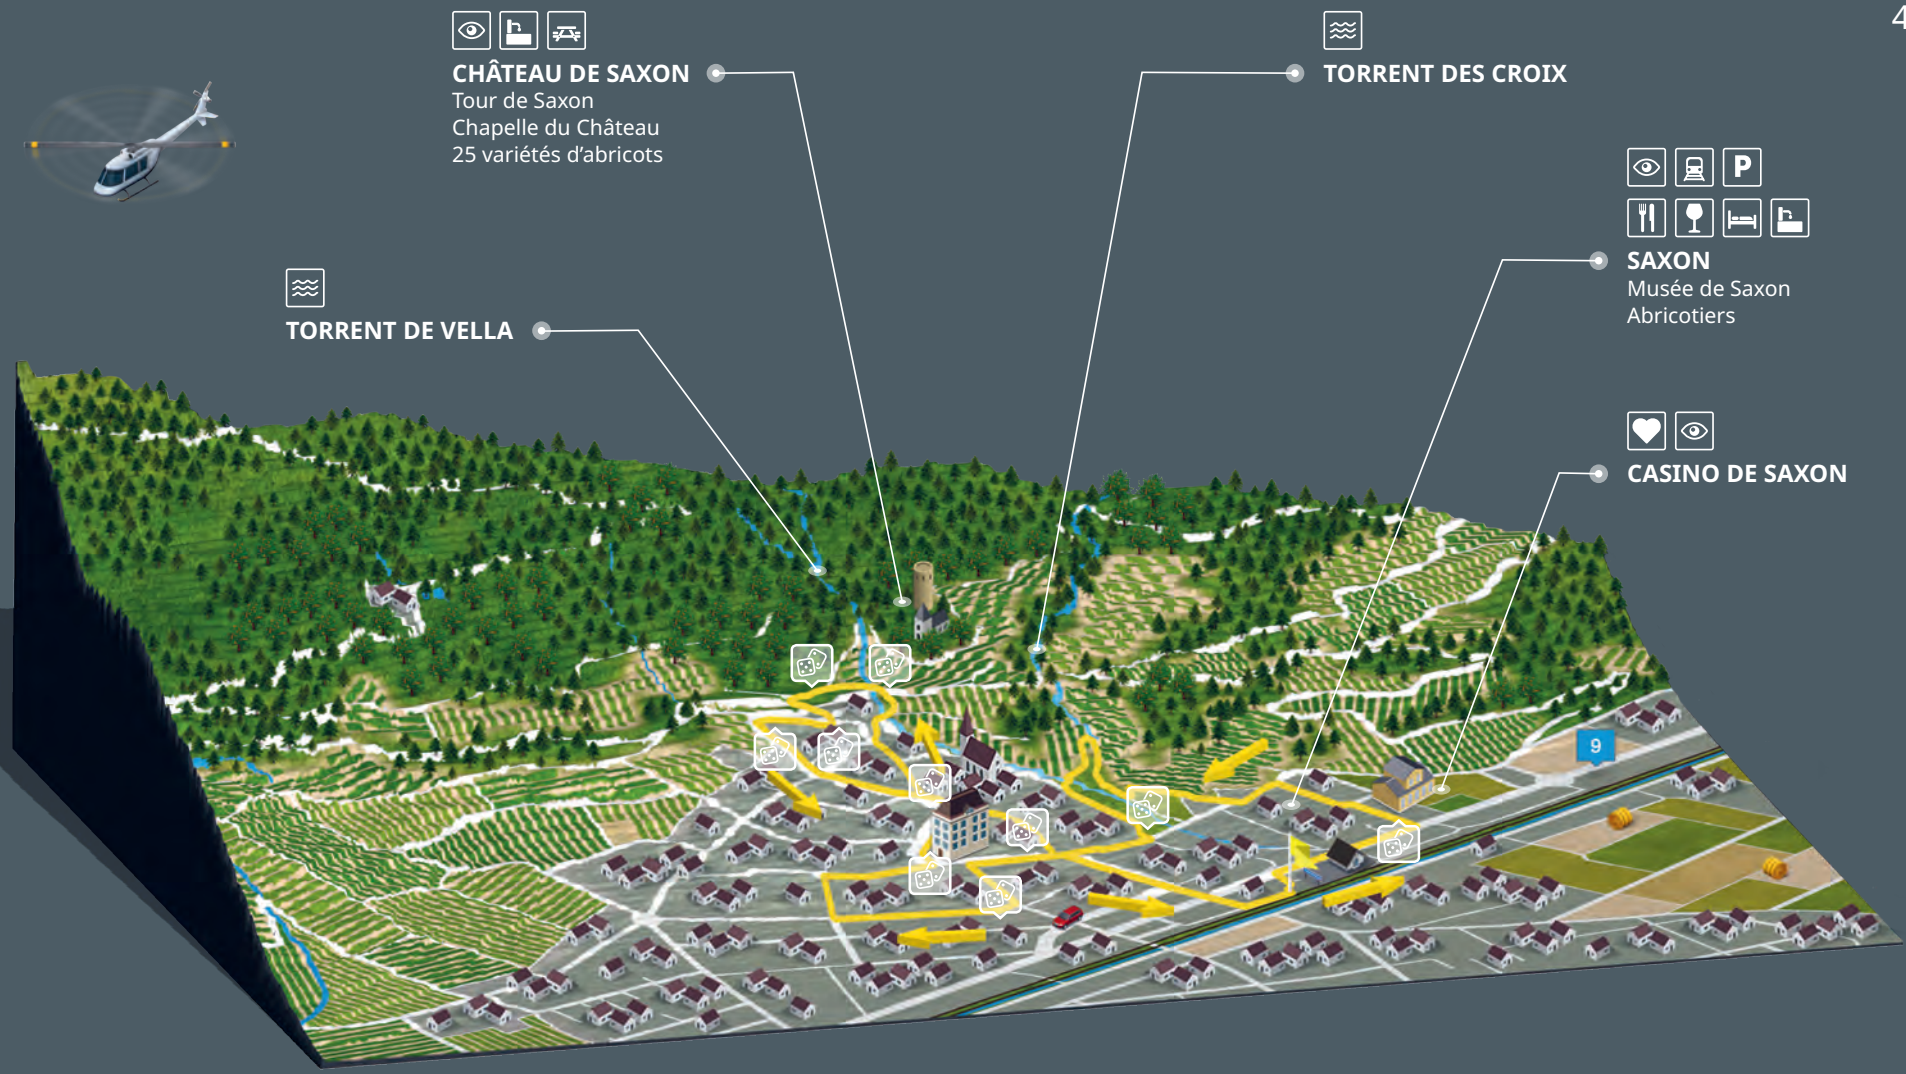 4
CHÂTEAU DE SAXON
Tour de Saxon
Chapelle du Château
25 variétés d’abricots
TORRENT DES CROIX
P
SAXON
Musée de Saxon
Abricotiers
TORRENT DE VELLA
CASINO DE SAXON
9